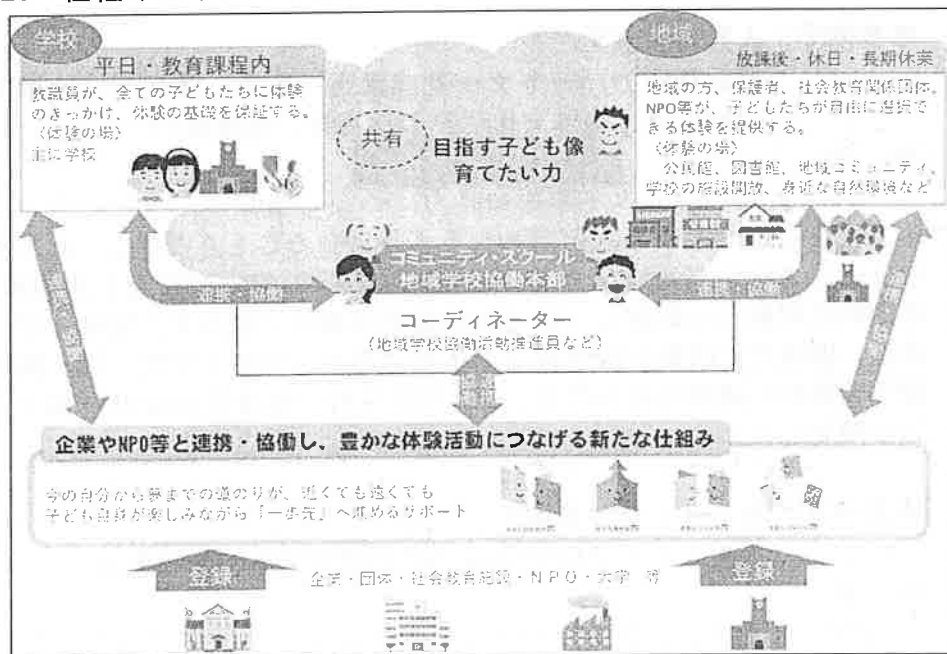 学校
平日・教育課程内
教職員が、全ての子どもたちに体験
のきっかけ、体験の基礎を保証する。
〈体験の場〉
主に学校
共有
目指す子ども像
育てたい力
地域
放課後・休日・長期休業
地域の方、保護者、社会教育関係団体、
NPO等が、子どもたちが自由に選択で
きる体験を提供する。
〈体験の場〉
公民館、図書館、地域コミュニティ、
学校の施設開放、身近な自然環境など
コミュニティ・スクール
地域学校協働本部
連携・協働
連携・協働
コーディネーター
(地域学校協働活動推進員など)
企業やNPO等と連携・協働し、豊かな体験活動につなげる新たな仕組み
今の自分から夢までの道のりが、近くても遠くても
子ども自身が楽しみながら「一歩先」へ進めるサポート
登録
企業・団体・社会教育施設・NPO・大学 等
登録